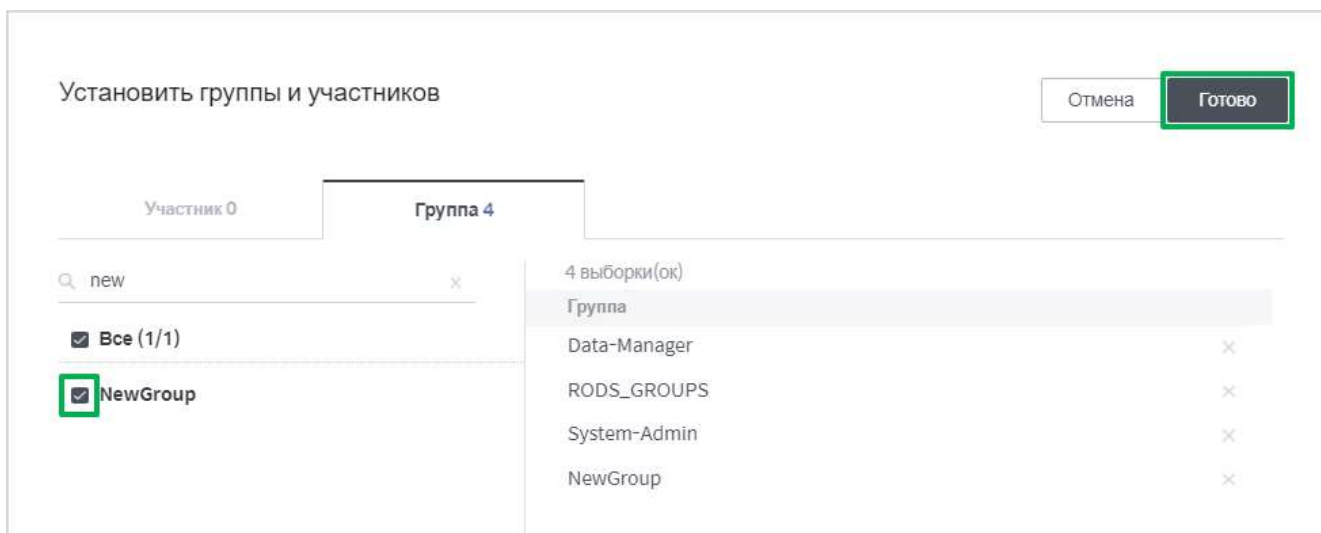 Установить группы и участников
Отмена
Готово
Участник 0
Группа 4
new
4 выборки(ок)
Группа
Все (1/1)
Data-Manager
NewGroup
RODS_GROUPS
System-Admin
NewGroup